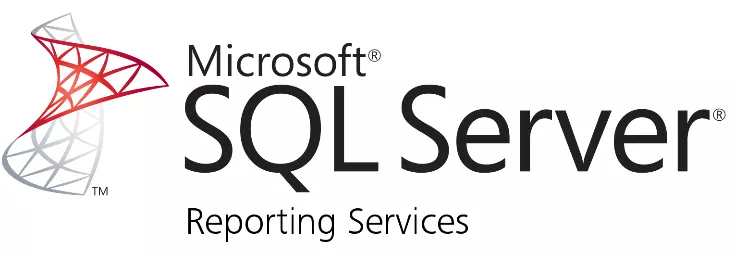 Microsoft®
SQL Server®
TM
Reporting Services